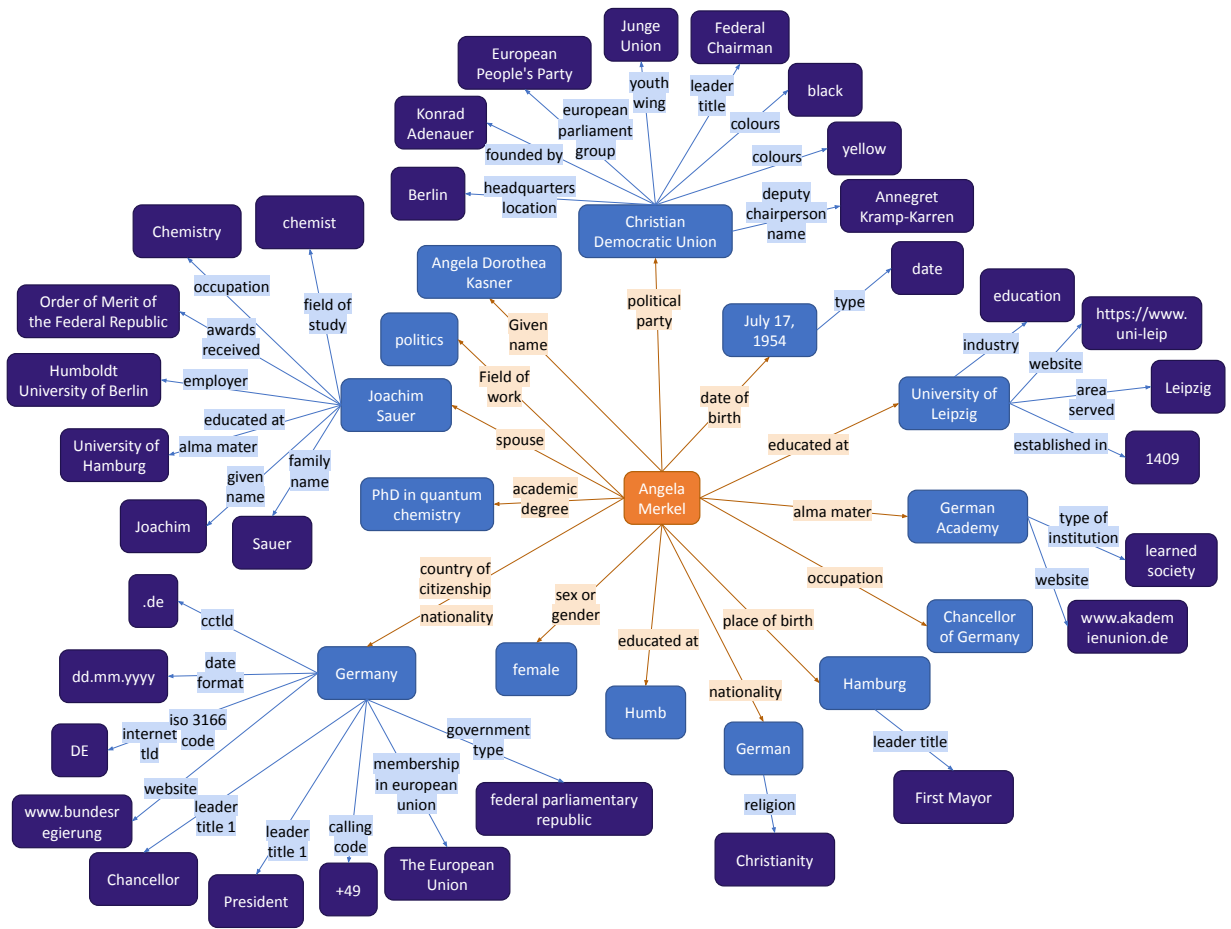 Junge
Union
Federal
Chairman
European
People's Party
youth
wing
leader
title
black
Konrad
Adenauer
european
parliament
group
colours
founded by
colours
yellow
Berlin
headquarters
location
deputy
chairperson
name
Annegret
Kramp-Karren
Christian
Democratic Union
Chemistry
chemist
Angela Dorothea
Kasner
date
occupation
political
party
type
education
https://www.
uni-leip
Order of Merit of
the Federal Republic
field of
study
Given
name
July 17,
1954
awards
received
politics
industry
website
Humboldt
University of Berlin
employer
Field of
work
Joachim
Sauer
date of
birth
University of
Leipzig
area
served
Leipzig
educated at
alma mater
University of
Hamburg
spouse
educated at
established in
1409
given
name
family
name
PhD in quantum
chemistry
academic
degree
Angela
Merkel
alma mater
German
Academy
type of
institution
Joachim
Sauer
learned
society
country of
citizenship
nationality
sex or
gender
occupation
website
.de
cctld
place of birth
Chancellor
of Germany
www.akadem
ienunion.de
educated at
female
Germany
date
format
dd.mm.yyyy
nationality
Hamburg
Humb
iso 3166
code
internet
tld
DE
government
type
German
leader title
membership
in european
union
website
leader
title 1
www.bundesr
egierung
federal parliamentary
republic
First Mayor
religion
leader
title 1
calling
code
Chancellor
President
+49
The European
Union
Christianity